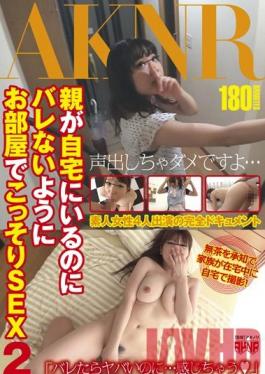 AKNR
180
声出しちゃダメですよ…
親が自宅にいるのに
バレないように
お部屋でこっそりSEX
2
素人女性4人出演の完全ドキュメント
無茶を承知で
家族が在宅中に
自宅で撮影!
「バレたらヤバいのに…感じちゃう♥」